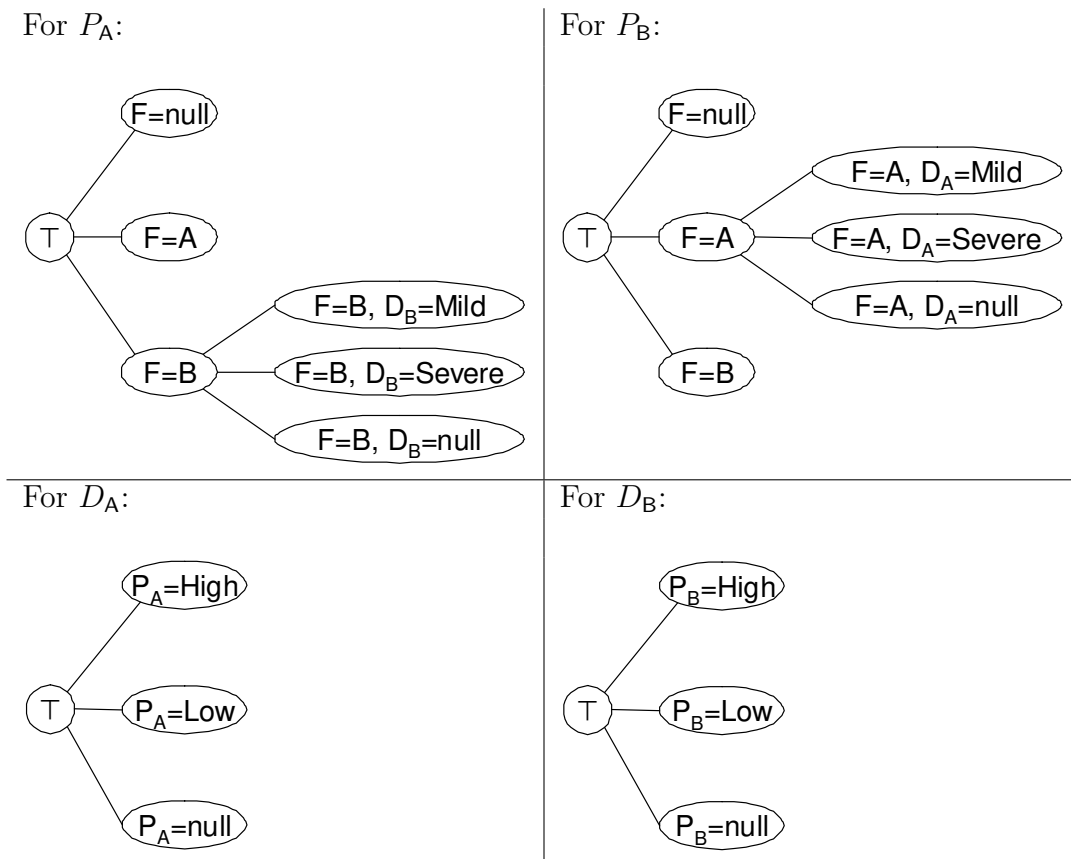 For P_A:
F=null
⊤
F=A
F=B, D_B=Mild
F=B
F=B, D_B=Severe
F=B, D_B=null
For P_B:
F=null
F=A, D_A=Mild
⊤
F=A
F=A, D_A=Severe
F=A, D_A=null
F=B
For D_A:
P_A=High
⊤
P_A=Low
P_A=null
For D_B:
P_B=High
⊤
P_B=Low
P_B=null